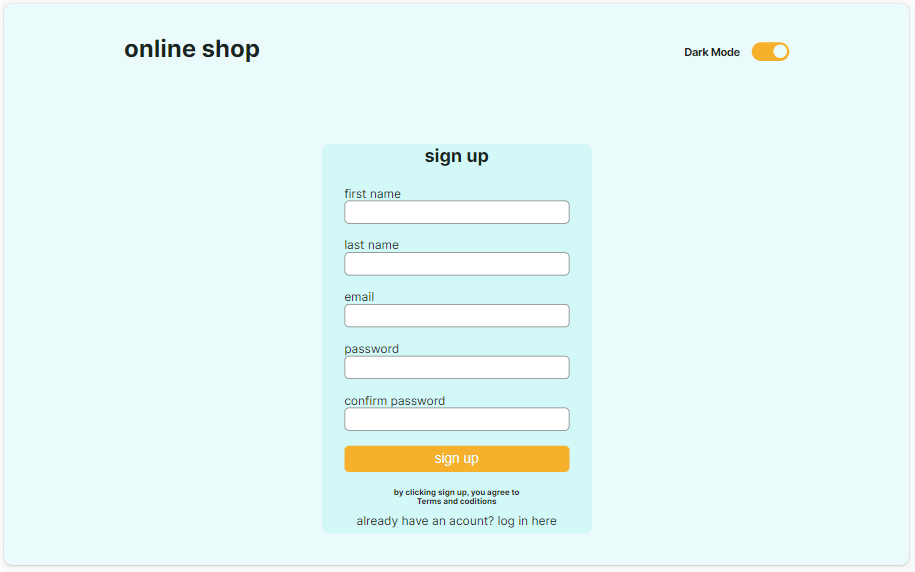 online shop
Dark Mode
sign up
first name
last name
email
password
confirm password
sign up
by clicking sign up, you agree to
Terms and coditions
already have an acount? log in here